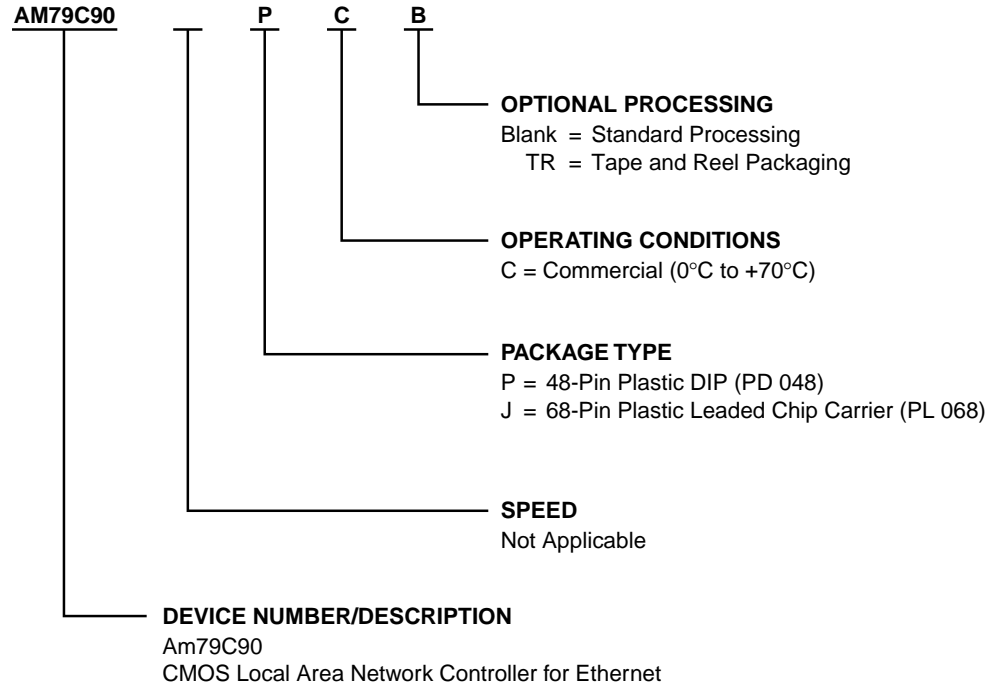 AM79C90 P C B
OPTIONAL PROCESSING
Blank = Standard Processing
TR = Tape and Reel Packaging
OPERATING CONDITIONS
C = Commercial (0°C to +70°C)
PACKAGE TYPE
P = 48-Pin Plastic DIP (PD 048)
J = 68-Pin Plastic Leaded Chip Carrier (PL 068)
SPEED
Not Applicable
DEVICE NUMBER/DESCRIPTION
Am79C90
CMOS Local Area Network Controller for Ethernet